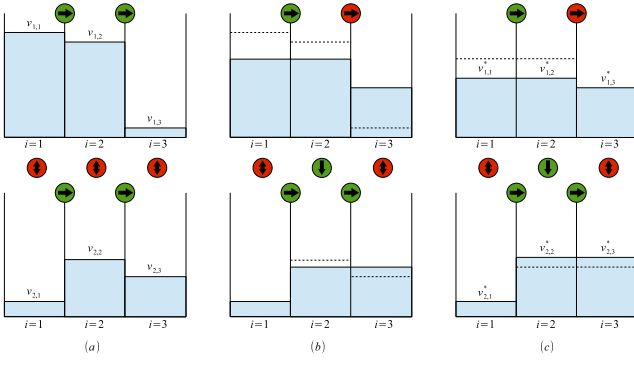 v1,1
v1,2
v1,3
i=1 i=2 i=3
i=1 i=2 i=3
v*1,1 v*1,2 v*1,3
i=1 i=2 i=3
v2,1 v2,2 v2,3
i=1 i=2 i=3
(a)
i=1 i=2 i=3
(b)
v*2,1 v*2,2 v*2,3
i=1 i=2 i=3
(c)